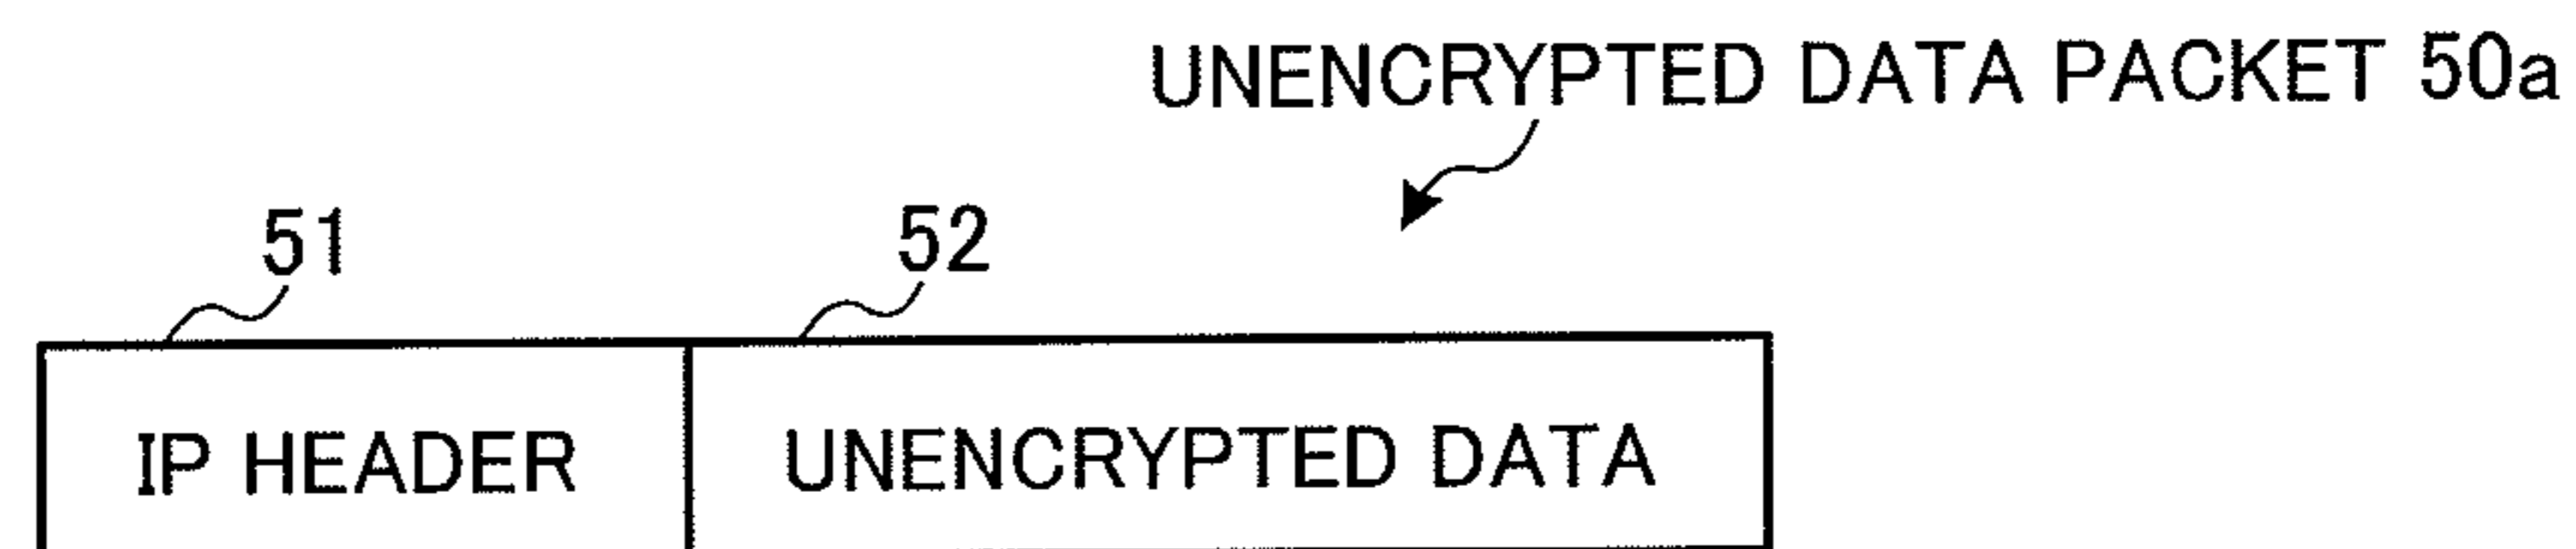 UNENCRYPTED DATA PACKET 50a
51 52
IP HEADER UNENCRYPTED DATA